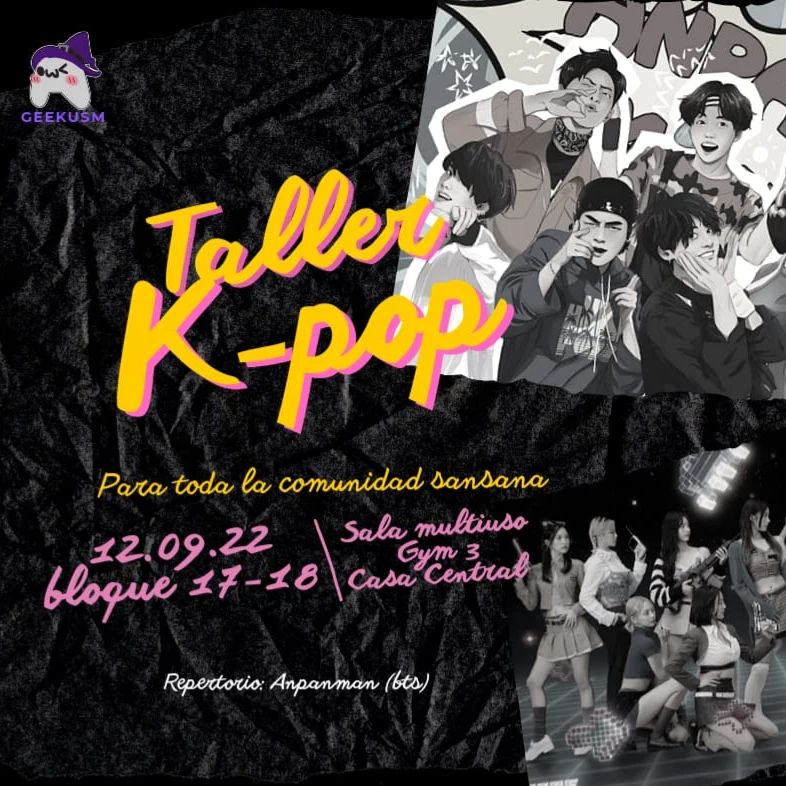 GEEKUSM
Taller
K-pop
Para toda la comunidad sansana
12.09.22
bloque 17-18
Sala multiuso
Gym 3
Casa Central
Repertorio: Anpanman (bts)